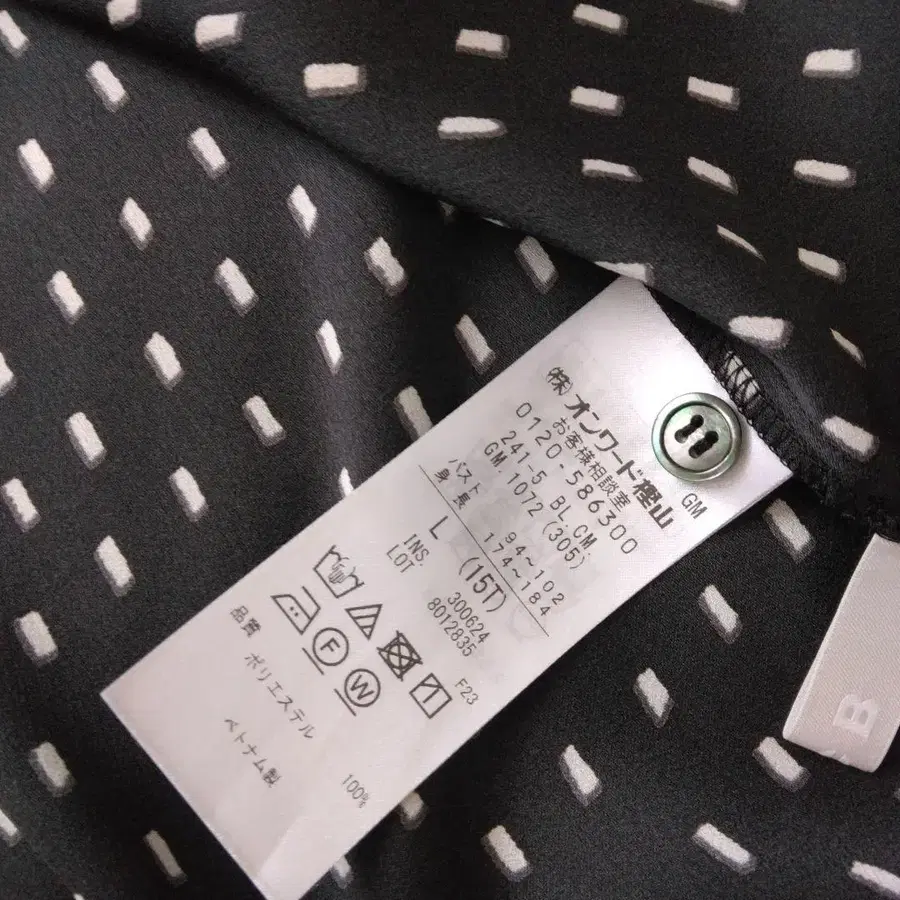 GM
(株)オンワード樫山
お客様相談室
0120-586300
241-5 BL.CM.
GM.1072(305)
バスト 94~102
身長 174~184
L (15T)
INS. 300624
LOT 8012835
F
W
F23
品質
ポリエステル 100%
ベトナム製
B